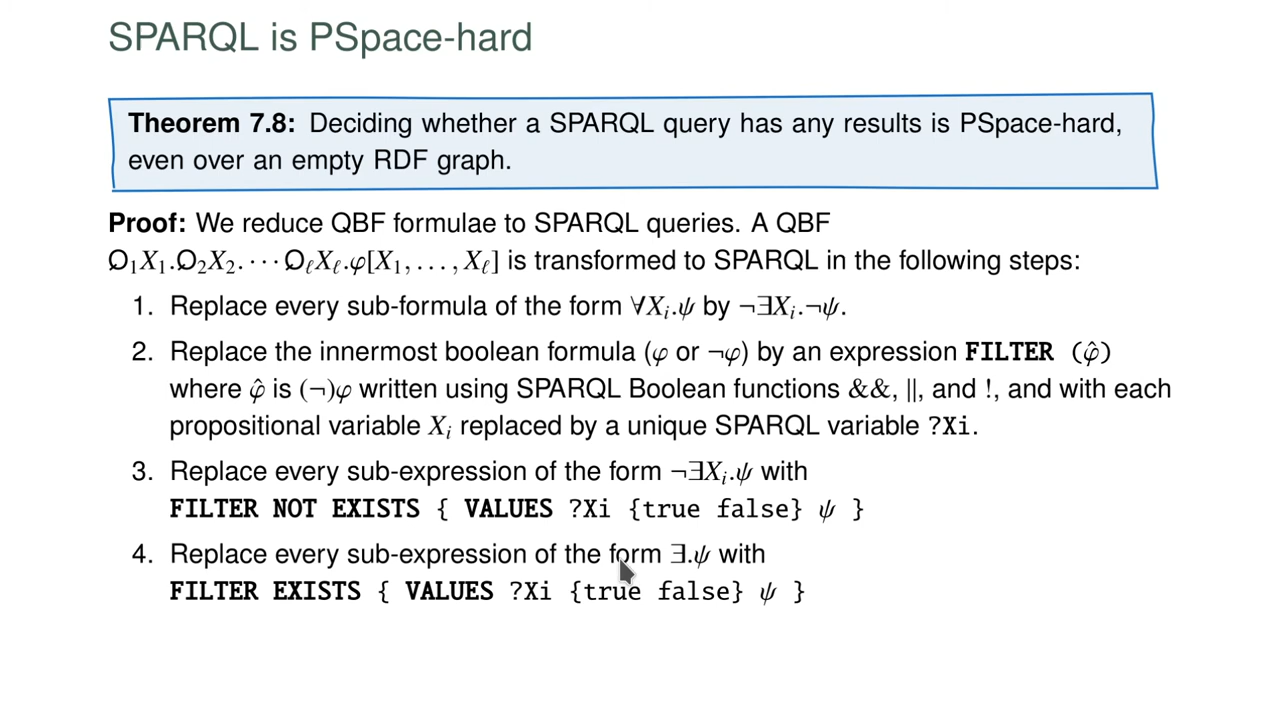 SPARQL is PSpace-hard
Theorem 7.8: Deciding whether a SPARQL query has any results is PSpace-hard,
even over an empty RDF graph.
Proof: We reduce QBF formulae to SPARQL queries. A QBF
Ϙ₁X₁.Ϙ₂X₂. ⋯ ϘℓXℓ.φ[X₁, . . . , Xℓ] is transformed to SPARQL in the following steps:
1. Replace every sub-formula of the form ∀Xᵢ.ψ by ¬∃Xᵢ.¬ψ.
2. Replace the innermost boolean formula (φ or ¬φ) by an expression FILTER (φ̂)
where φ̂ is (¬)φ written using SPARQL Boolean functions &&, ||, and !, and with each
propositional variable Xᵢ replaced by a unique SPARQL variable ?Xi.
3. Replace every sub-expression of the form ¬∃Xᵢ.ψ with
FILTER NOT EXISTS { VALUES ?Xi {true false} ψ }
4. Replace every sub-expression of the form ∃.ψ with
FILTER EXISTS { VALUES ?Xi {true false} ψ }